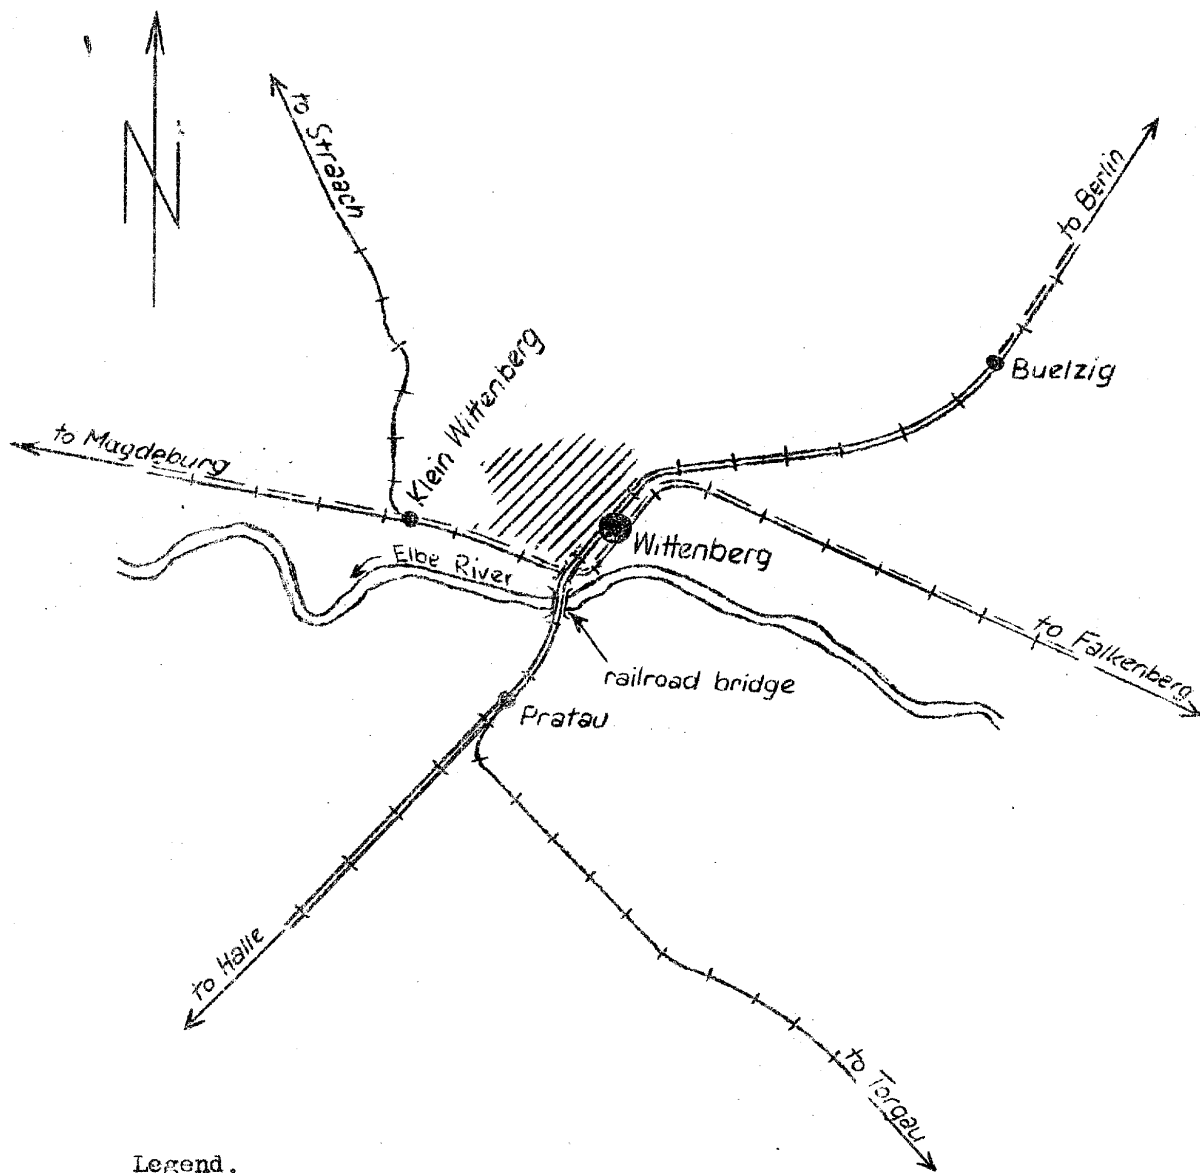 N
to Straach
to Berlin
Buelzig
to Magdeburg
Klein Wittenberg
Elbe River
Wittenberg
to Falkenberg
railroad bridge
Pratau
to Halle
to Torgau
Legend.